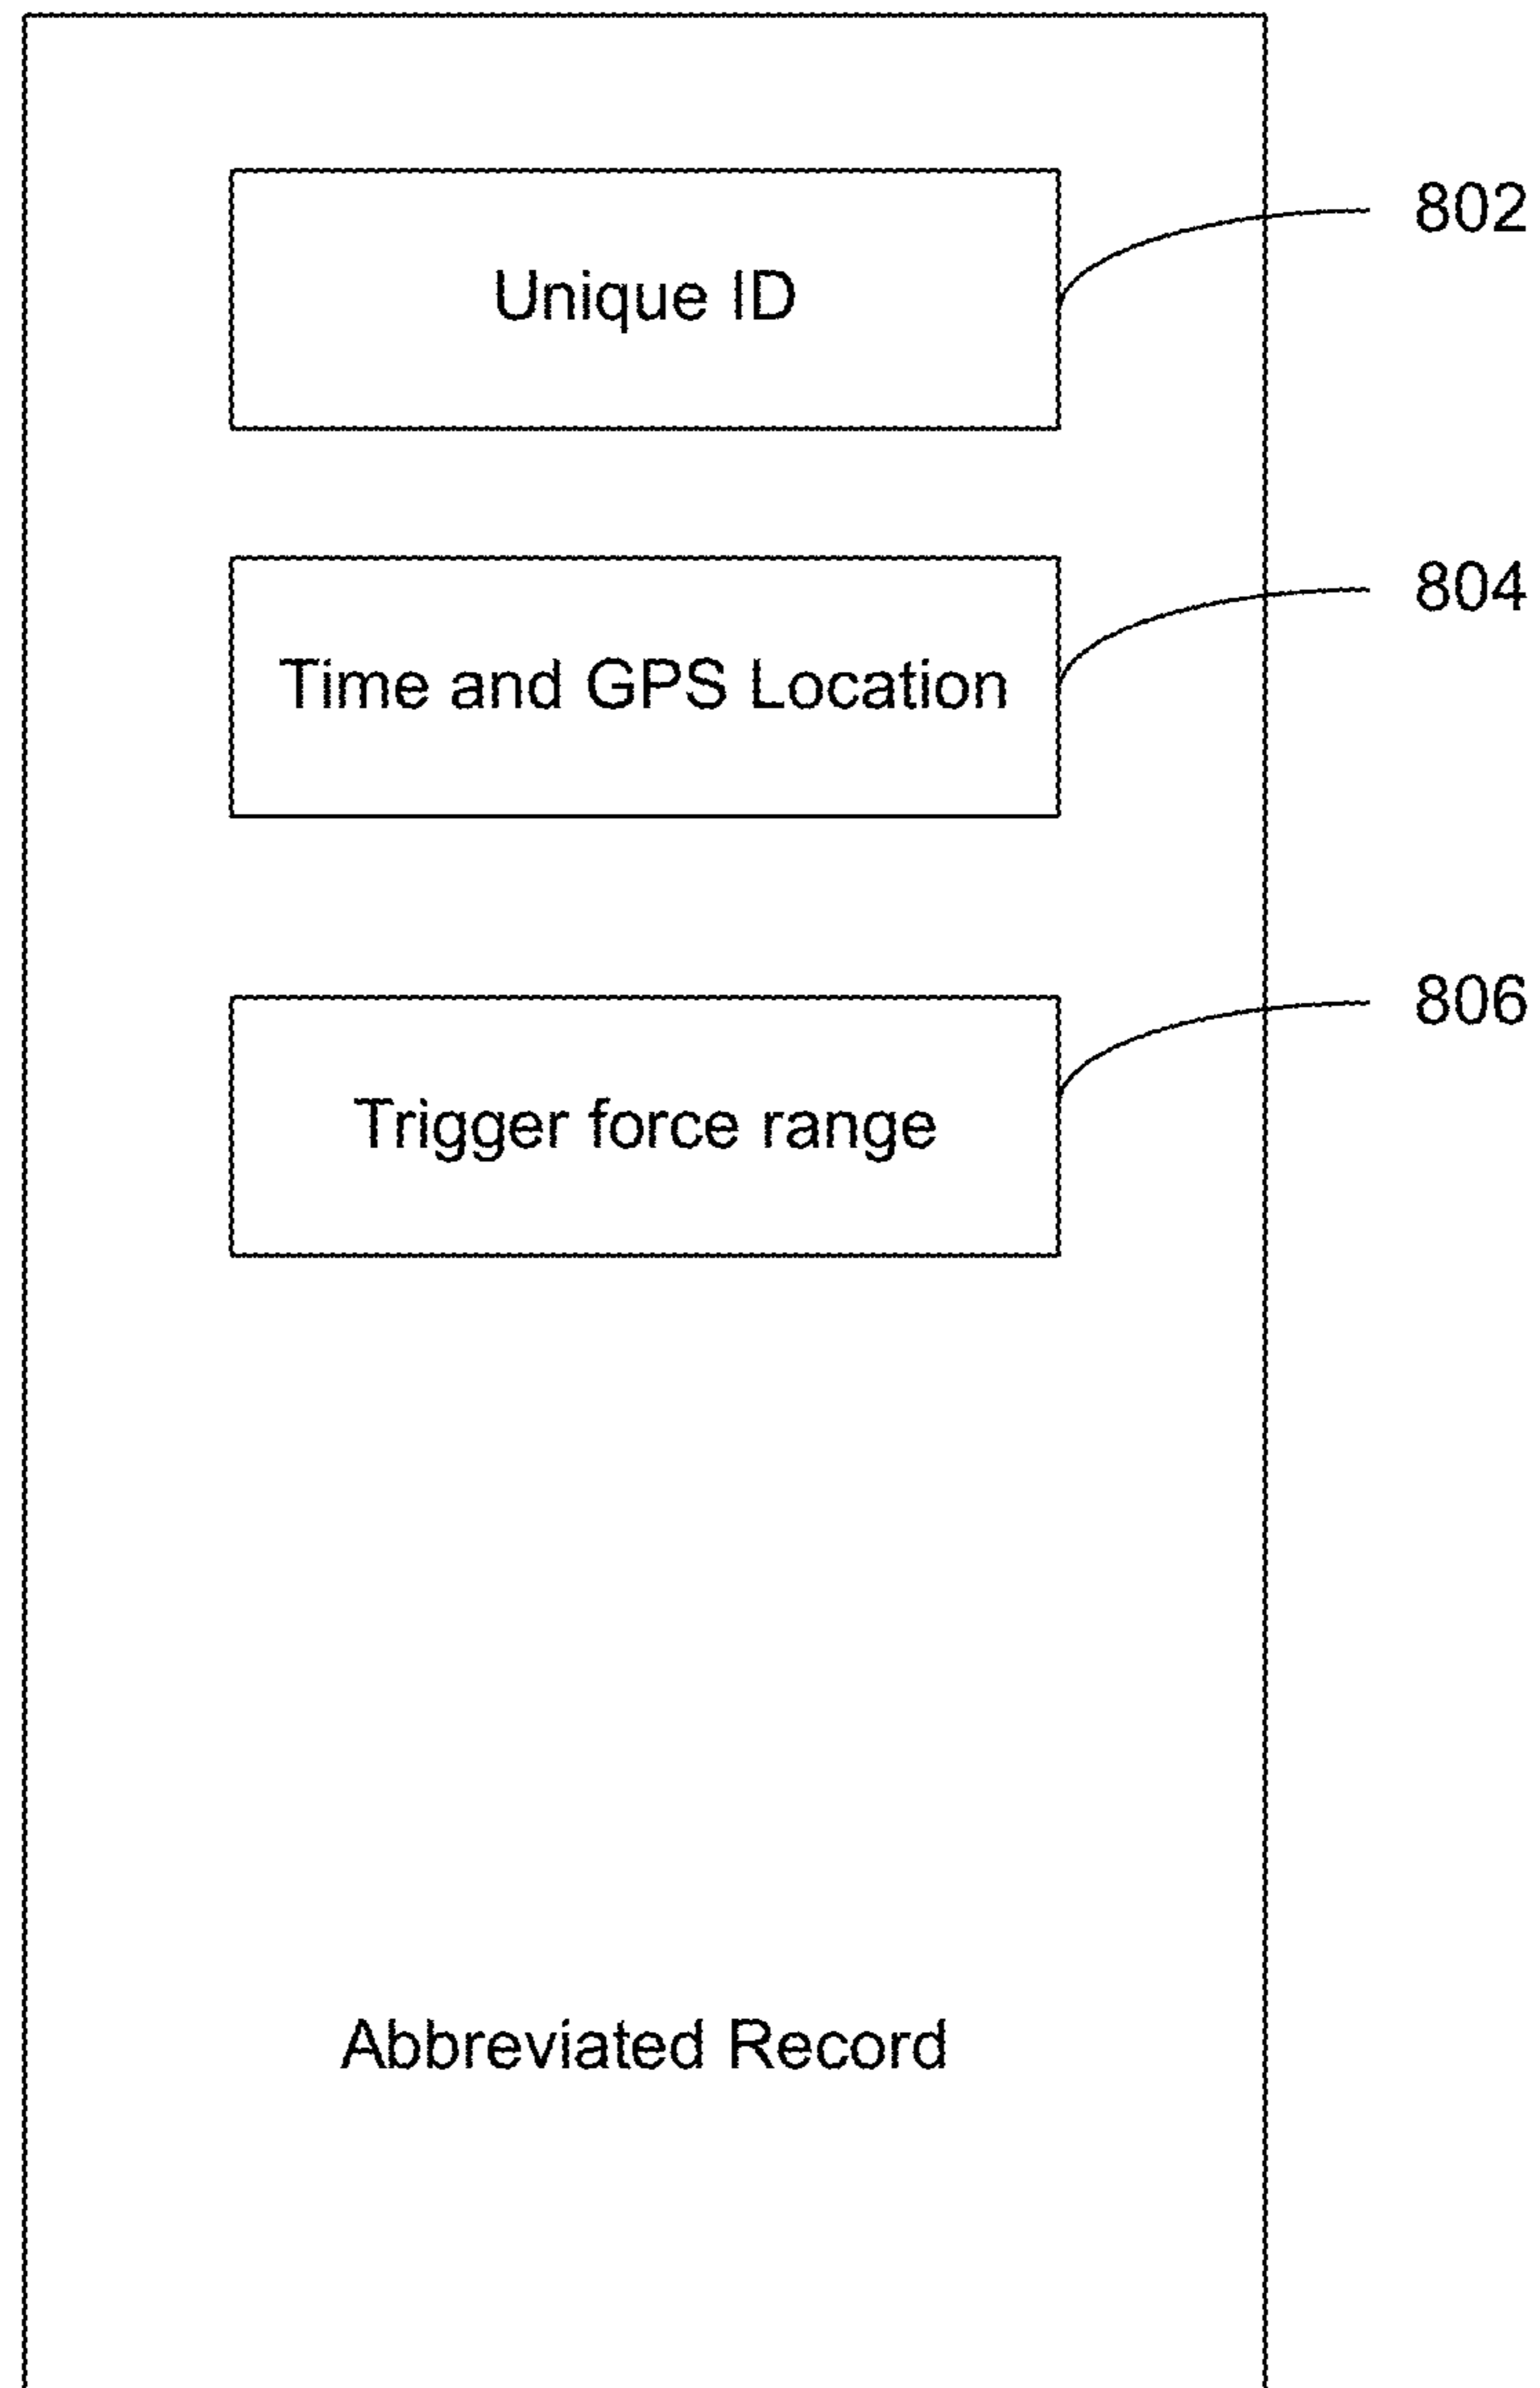 802
Unique ID
804
Time and GPS Location
806
Trigger force range
Abbreviated Record